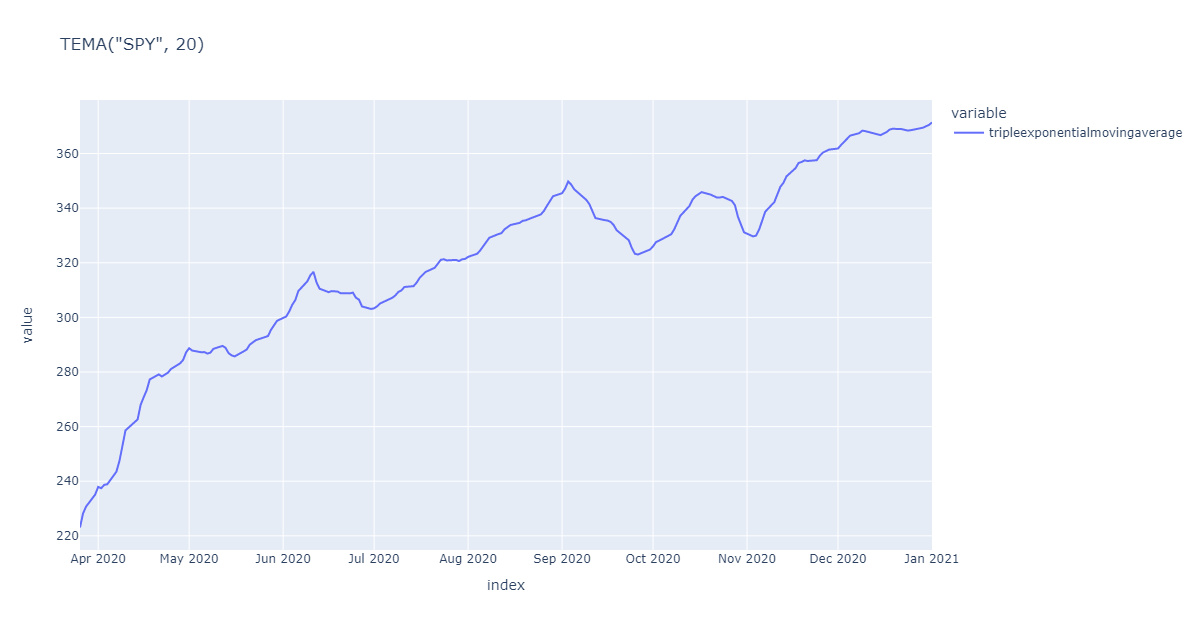 TEMA("SPY", 20)
variable
tripleexponentialmovingaverage
360
340
320
300
280
260
240
220
value
Apr 2020 May 2020 Jun 2020 Jul 2020 Aug 2020 Sep 2020 Oct 2020 Nov 2020 Dec 2020 Jan 2021
index